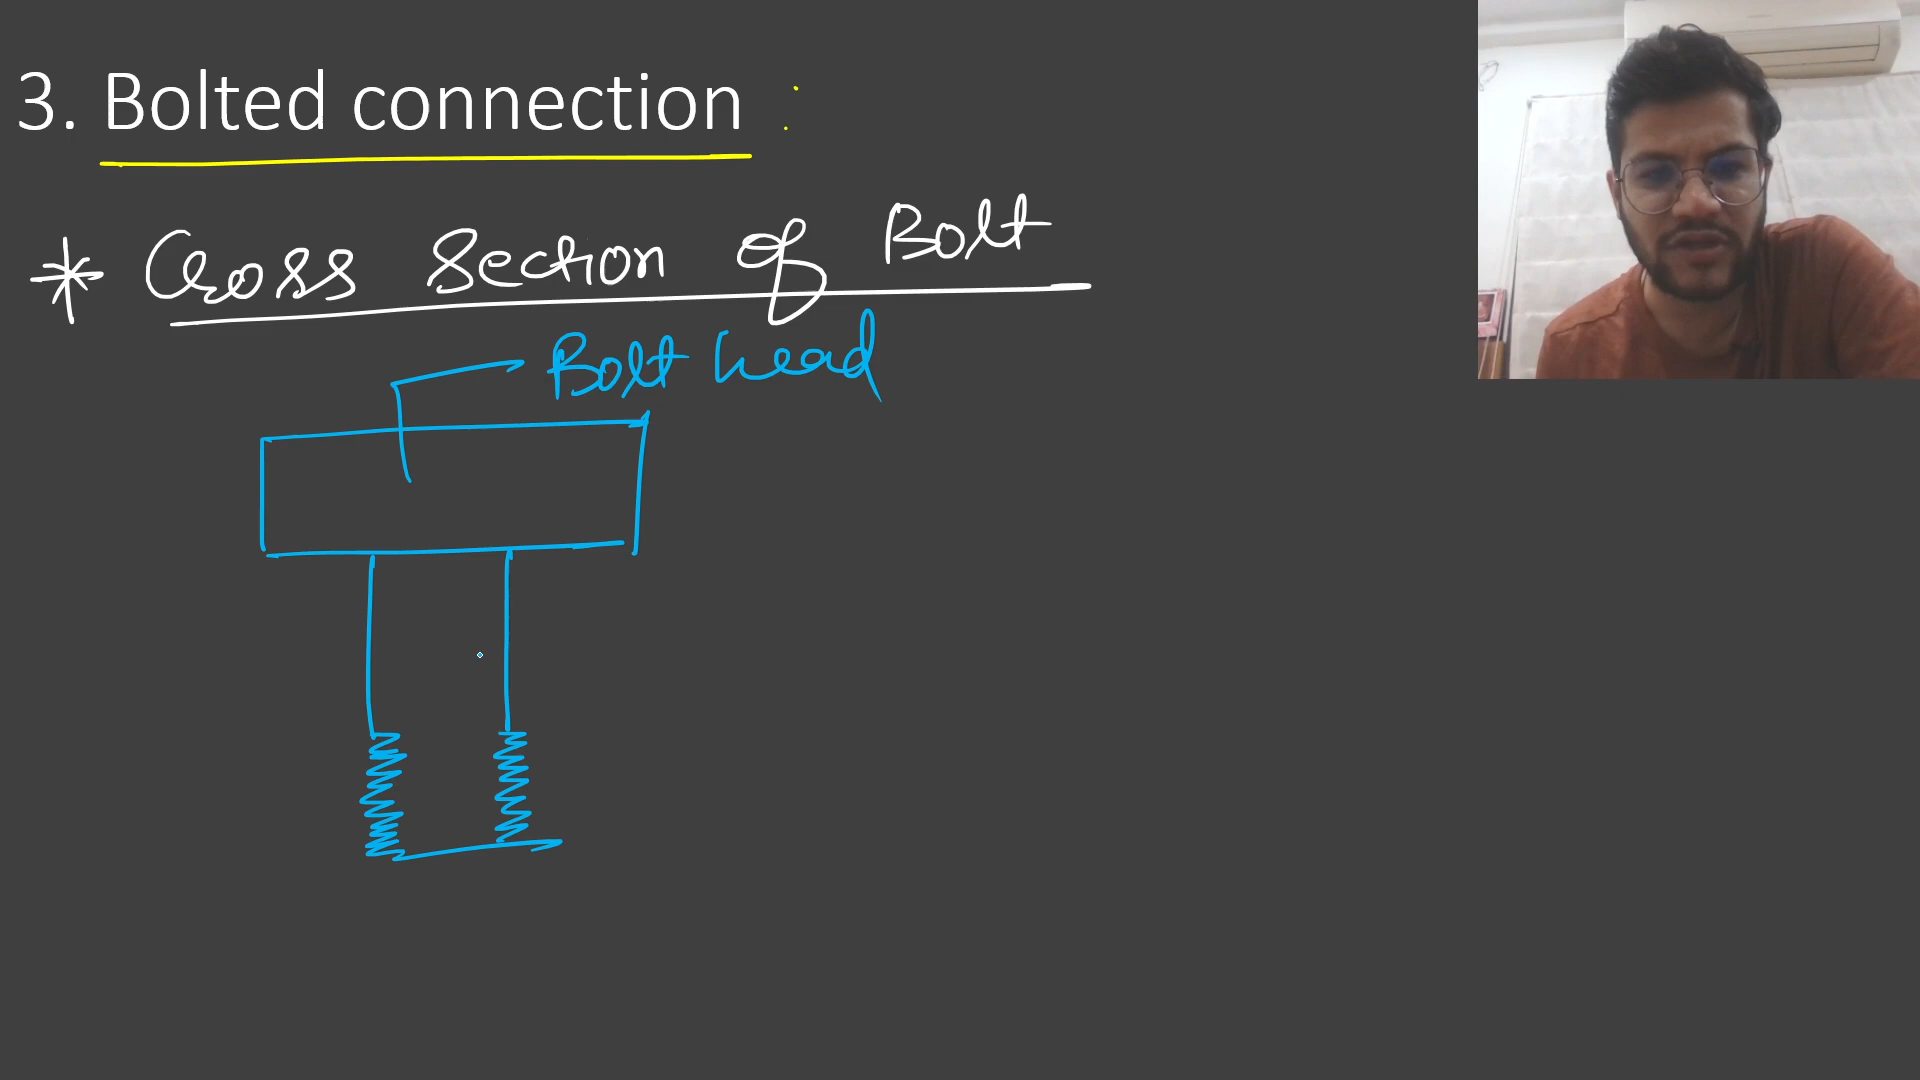 3. Bolted connection :
* Cross Section of Bolt
Bolt head